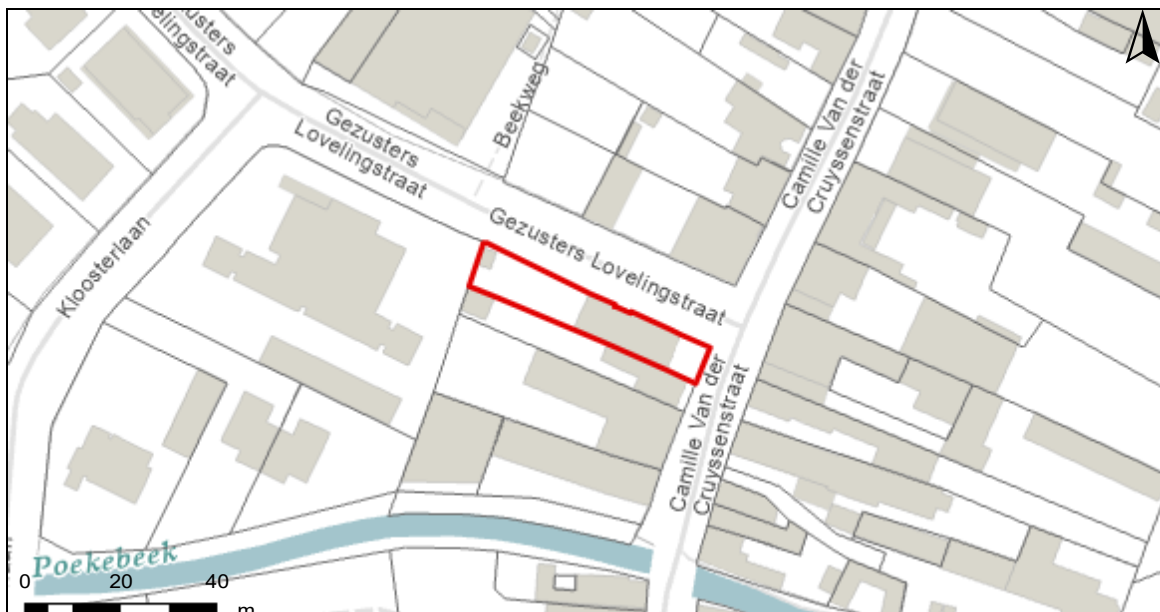 Gezusters
Lovelingstraat
Beekweg
Gezusters
Lovelingstraat
Camille Van der
Cruyssenstraat
Kloosterlaan
Gezusters Lovelingstraat
Camille Van der
Cruyssenstraat
Poekebeek
0 20 40
m